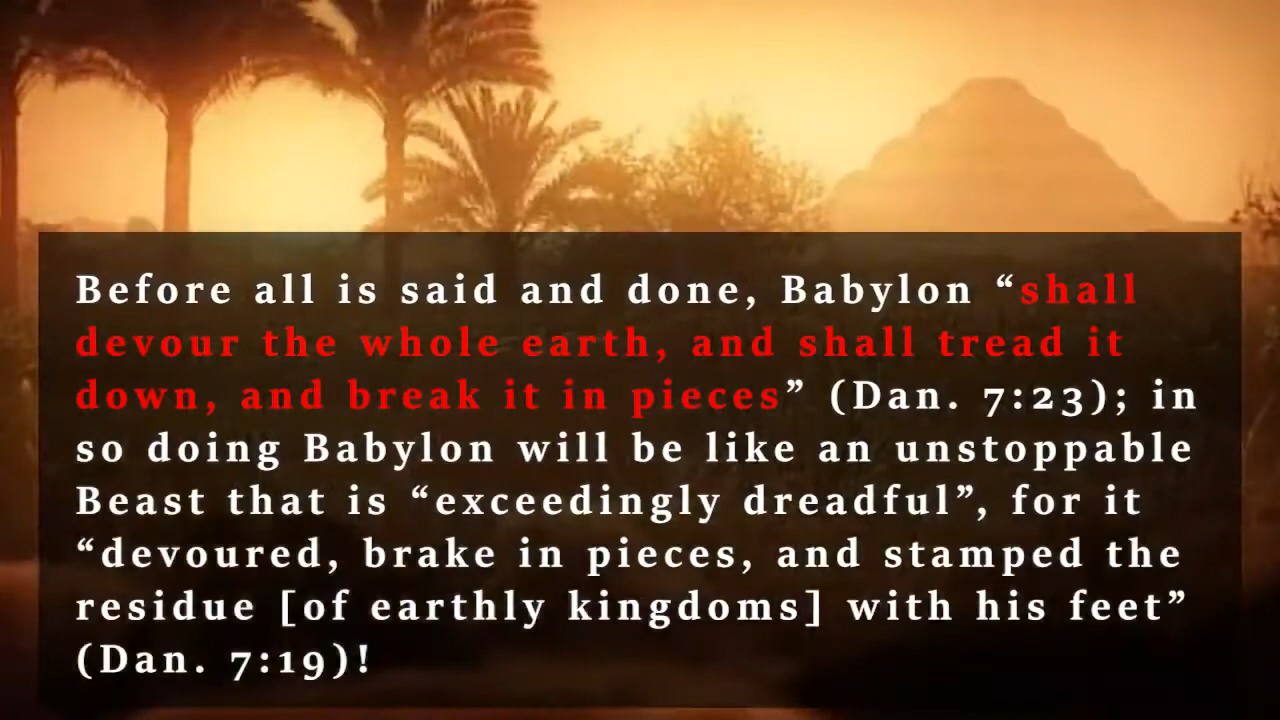 Before all is said and done, Babylon “shall
devour the whole earth, and shall tread it
down, and break it in pieces” (Dan. 7:23); in
so doing Babylon will be like an unstoppable
Beast that is “exceedingly dreadful”, for it
“devoured, brake in pieces, and stamped the
residue [of earthly kingdoms] with his feet”
(Dan. 7:19)!